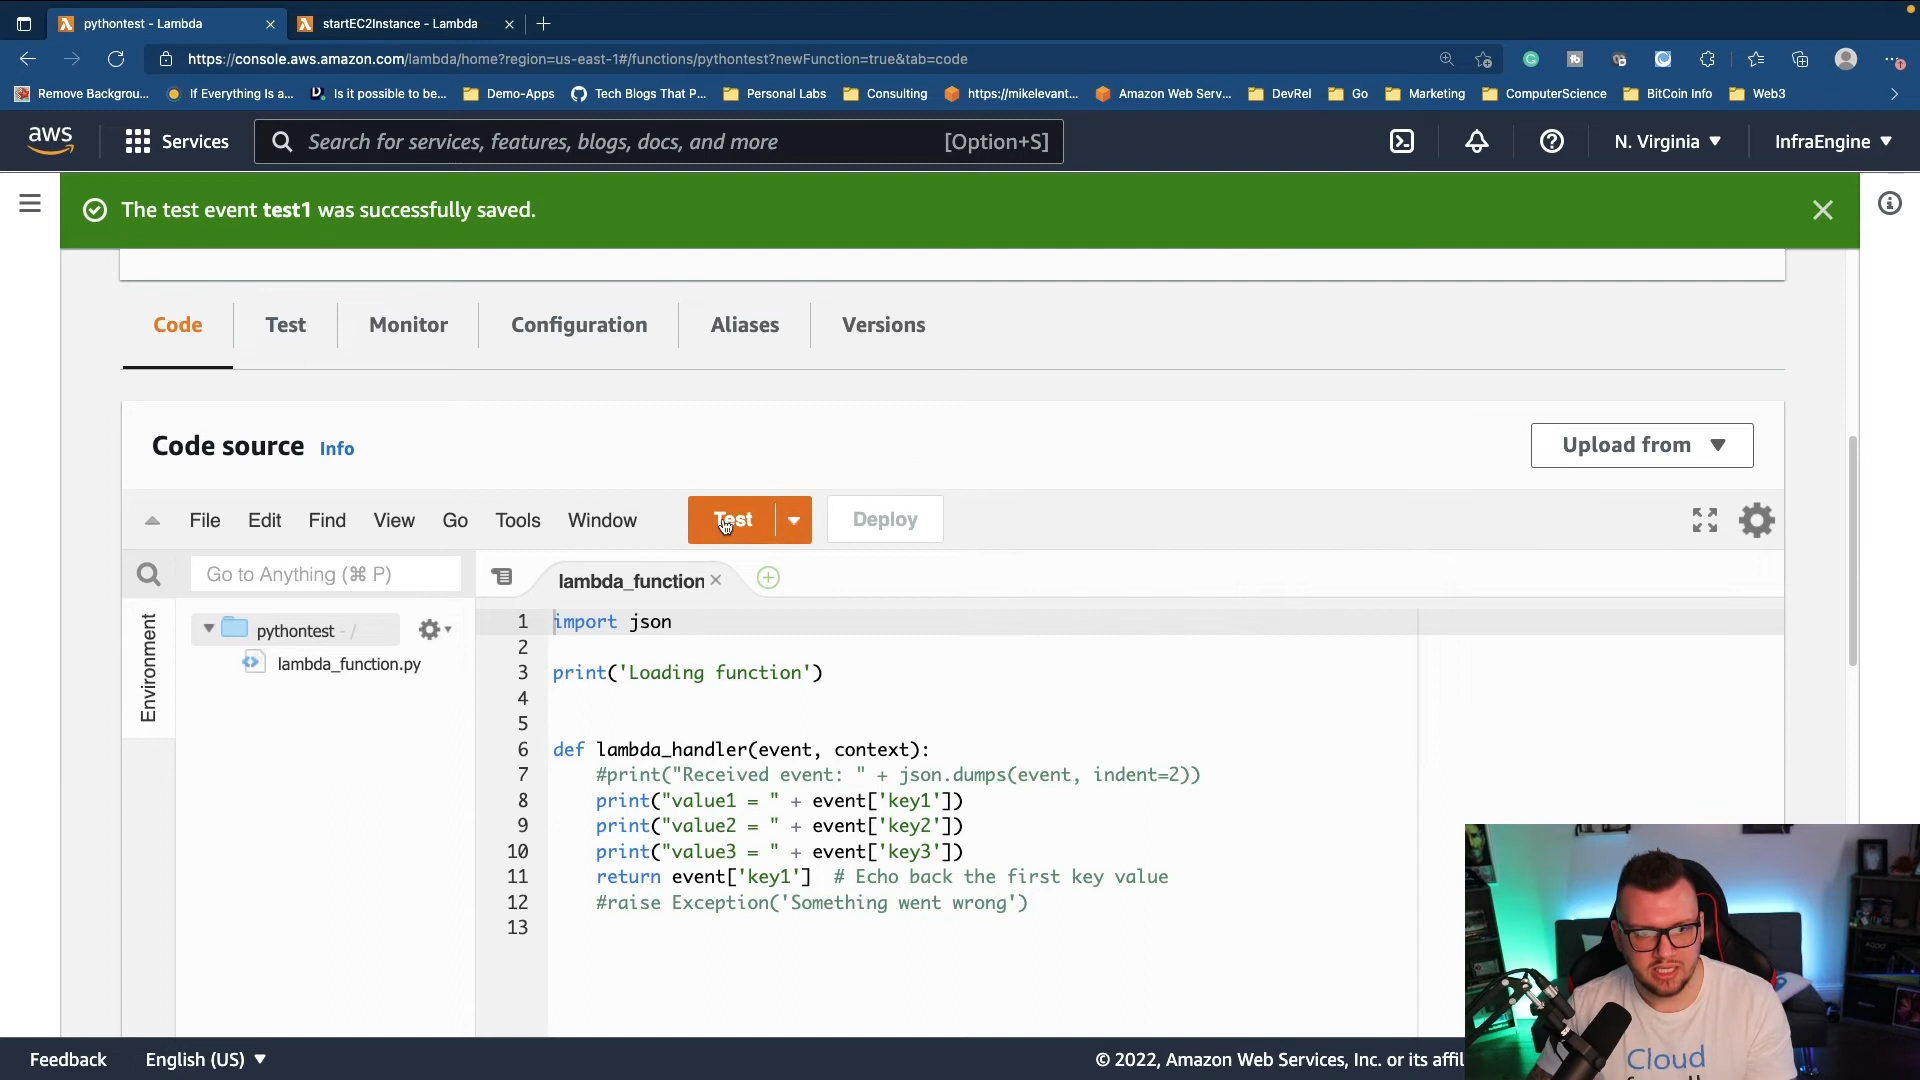 pythontest - Lambda
startEC2Instance - Lambda
https://console.aws.amazon.com/lambda/home?region=us-east-1#/functions/pythontest?newFunction=true&tab=code
Remove Backgrou...
If Everything Is a...
Is it possible to be...
Demo-Apps
Tech Blogs That P...
Personal Labs
Consulting
https://mikelevant...
Amazon Web Serv...
DevRel
Go
Marketing
ComputerScience
BitCoin Info
Web3
aws
Services
Search for services, features, blogs, docs, and more
[Option+S]
N. Virginia
InfraEngine
The test event test1 was successfully saved.
Code
Test
Monitor
Configuration
Aliases
Versions
Code source
Info
Upload from
File
Edit
Find
View
Go
Tools
Window
Test
Deploy
Go to Anything (⌘ P)
lambda_function
Environment
pythontest - /
lambda_function.py
1 import json
2
3 print('Loading function')
4
5
6 def lambda_handler(event, context):
7 #print("Received event: " + json.dumps(event, indent=2))
8 print("value1 = " + event['key1'])
9 print("value2 = " + event['key2'])
10 print("value3 = " + event['key3'])
11 return event['key1'] # Echo back the first key value
12 #raise Exception('Something went wrong')
13
Cloud
Feedback
English (US)
© 2022, Amazon Web Services, Inc. or its affil